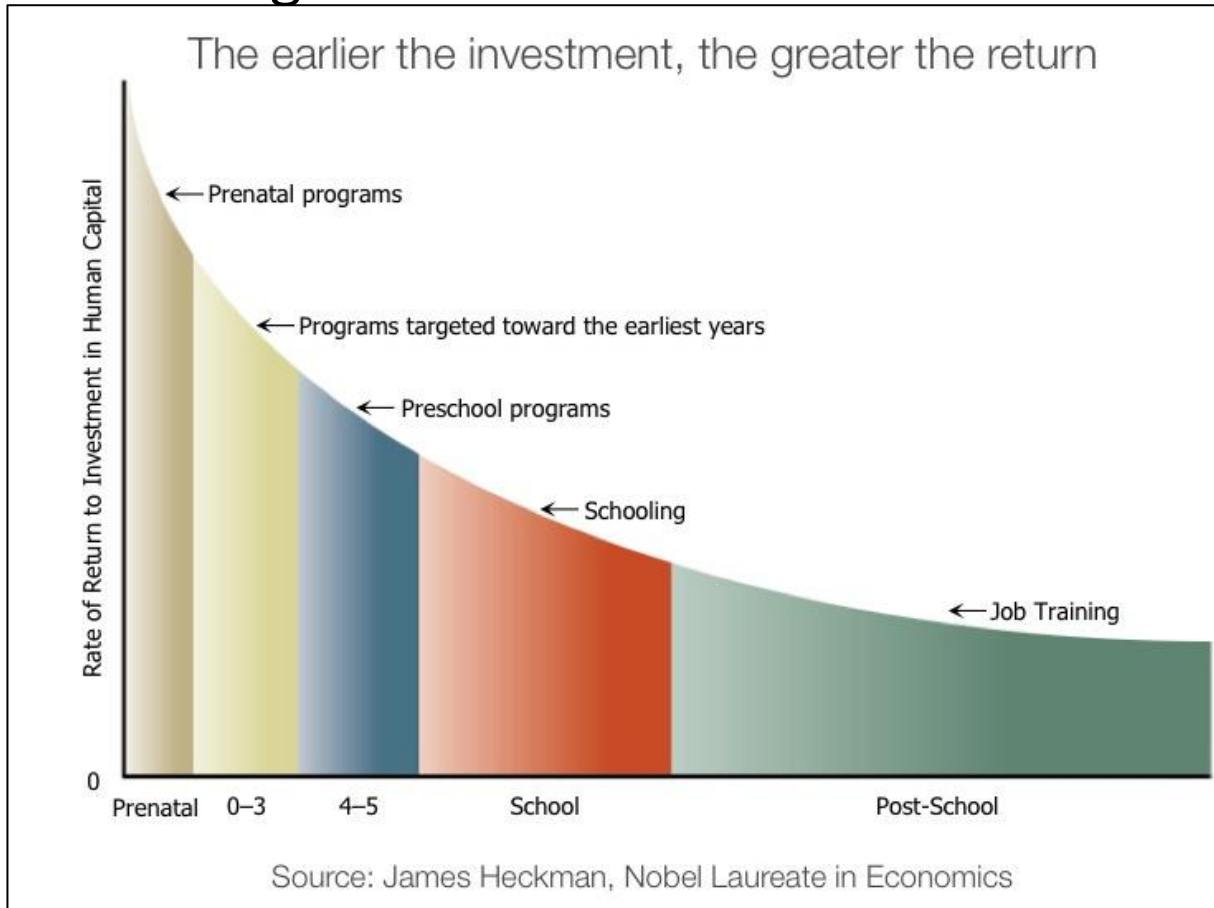 The earlier the investment, the greater the return
Rate of Return to Investment in Human Capital
Prenatal programs
Programs targeted toward the earliest years
Preschool programs
Schooling
Job Training
0
Prenatal
0–3
4–5
School
Post-School
Source: James Heckman, Nobel Laureate in Economics